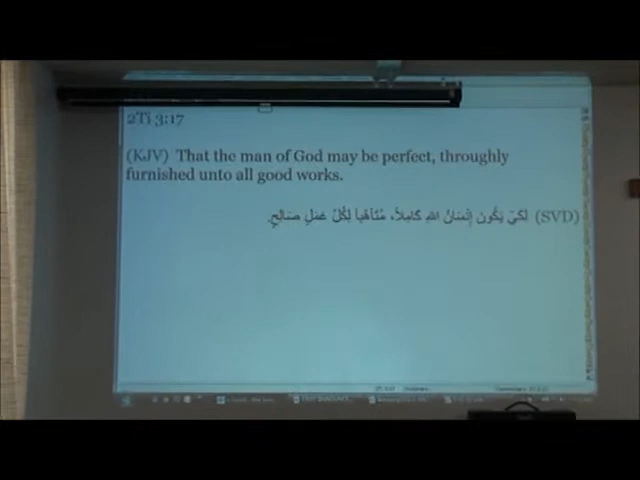 2Ti 3:17
(KJV) That the man of God may be perfect, throughly
furnished unto all good works.
(SVD) لِكَيْ يَكُونَ إِنْسَانُ اللهِ كَامِلاً، مُتَأَهِّباً لِكُلِّ عَمَلٍ صَالِحٍ.